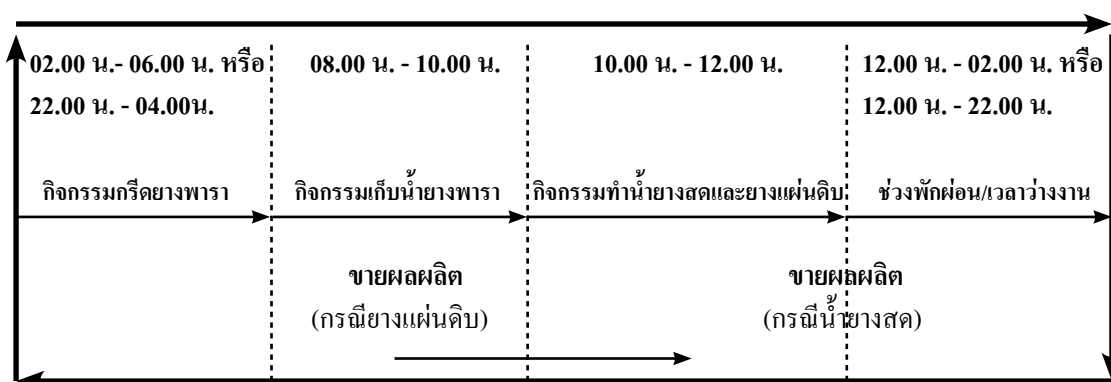 02.00 น.- 06.00 น. หรือ
22.00 น. - 04.00น.
08.00 น. - 10.00 น.
10.00 น. - 12.00 น.
12.00 น. - 02.00 น. หรือ
12.00 น. - 22.00 น.
กิจกรรมกรีดยางพารา
กิจกรรมเก็บน้ำยางพารา
กิจกรรมทำน้ำยางสดและยางแผ่นดิบ
ช่วงพักผ่อน/เวลาว่างงาน
ขายผลผลิต
(กรณียางแผ่นดิบ)
ขายผลผลิต
(กรณีน้ำยางสด)